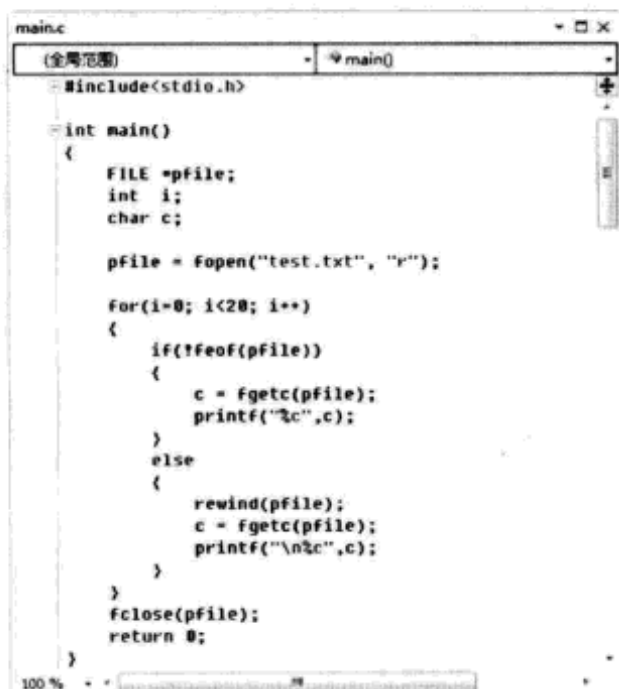 main.c
(全局范围) main()
#include<stdio.h>
int main()
{
FILE *pfile;
int i;
char c;
pfile = fopen("test.txt", "r");
for(i=0; i<20; i++)
{
if(!feof(pfile))
{
c = fgetc(pfile);
printf("%c",c);
}
else
{
rewind(pfile);
c = fgetc(pfile);
printf("\n%c",c);
}
}
fclose(pfile);
return 0;
}
100 %